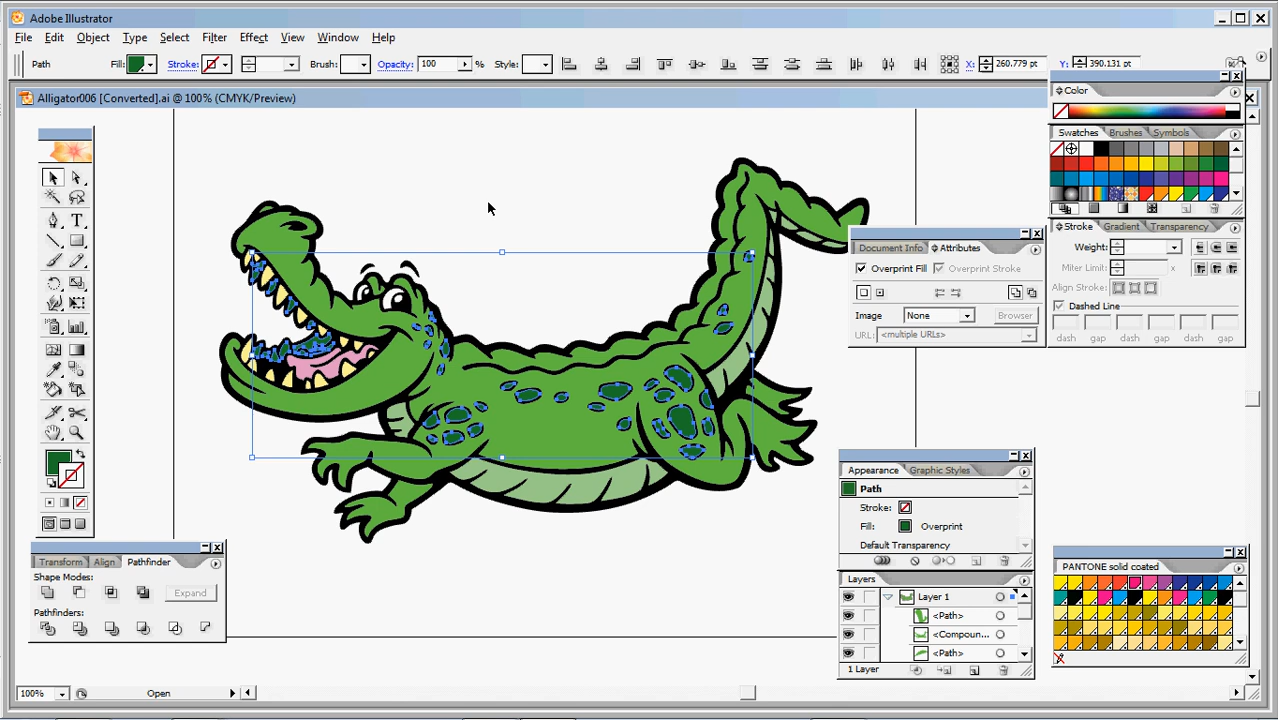 Adobe Illustrator
File Edit Object Type Select Filter Effect View Window Help
Path Fill: Stroke: Brush: Opacity: 100 % Style: X: 260.779 pt Y: 390.131 pt
Alligator006 [Converted].ai @ 100% (CMYK/Preview)
Color
Swatches Brushes Symbols
Stroke Gradient Transparency
Weight:
Miter Limit: x
Align Stroke:
Dashed Line
dash gap dash gap dash gap
Document Info Attributes
Overprint Fill Overprint Stroke
Image None Browser
URL: <multiple URLs>
Appearance Graphic Styles
Path
Stroke:
Fill: Overprint
Default Transparency
Layers
Layer 1
<Path>
<Compoun...
<Path>
1 Layer
PANTONE solid coated
Transform Align Pathfinder
Shape Modes:
Expand
Pathfinders:
100% Open